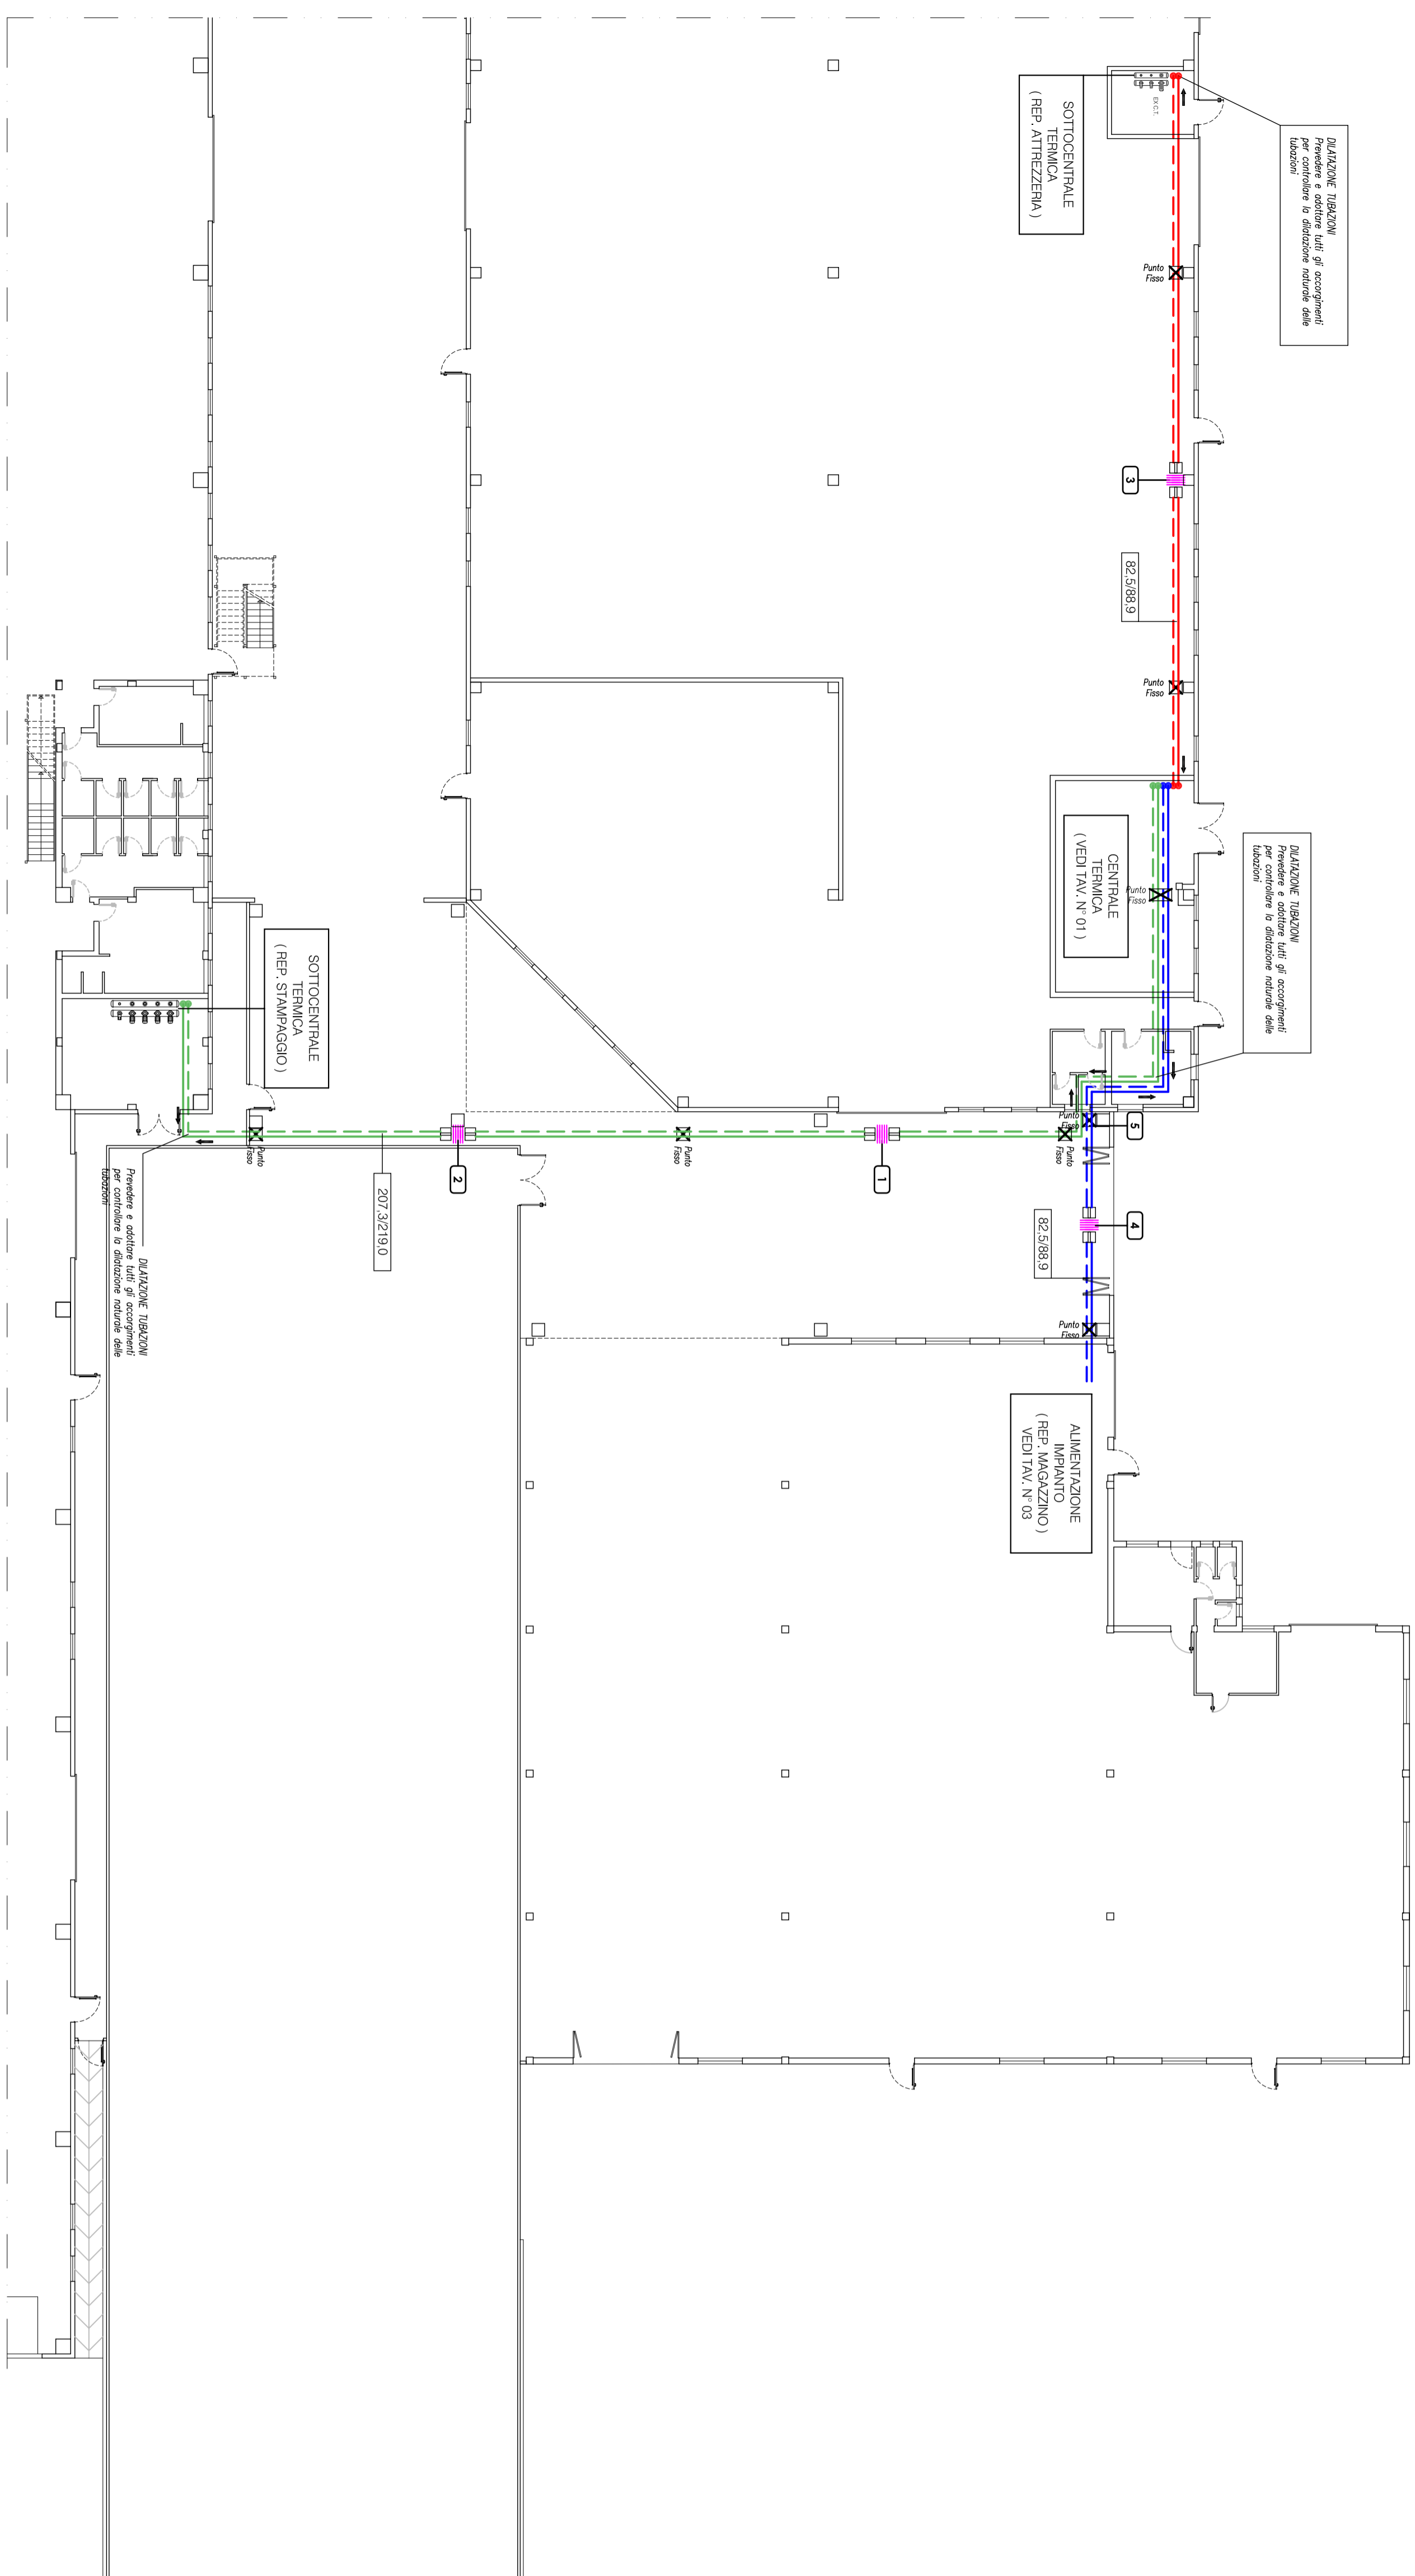 DILATAZIONE TUBAZIONI
Prevedere e adottare tutti gli accorgimenti
per controllare la dilatazione naturale delle
tubazioni
EX C.T.
SOTTOCENTRALE
TERMICA
( REP. ATTREZZERIA )
Punto
Fisso
3
82,5/88,9
Punto
Fisso
DILATAZIONE TUBAZIONI
Prevedere e adottare tutti gli accorgimenti
per controllare la dilatazione naturale delle
tubazioni
CENTRALE
TERMICA
( VEDI TAV. N° 01 )
Punto
Fisso
SOTTOCENTRALE
TERMICA
( REP. STAMPAGGIO )
5
Punto
Fisso
Punto
Fisso
1
Punto
Fisso
2
Punto
Fisso
4
82,5/88,9
207,3/219,0
Punto
Fisso
DILATAZIONE TUBAZIONI
Prevedere e adottare tutti gli accorgimenti
per controllare la dilatazione naturale delle
tubazioni
ALIMENTAZIONE
IMPIANTO
( REP. MAGAZZINO )
VEDI TAV. N° 03